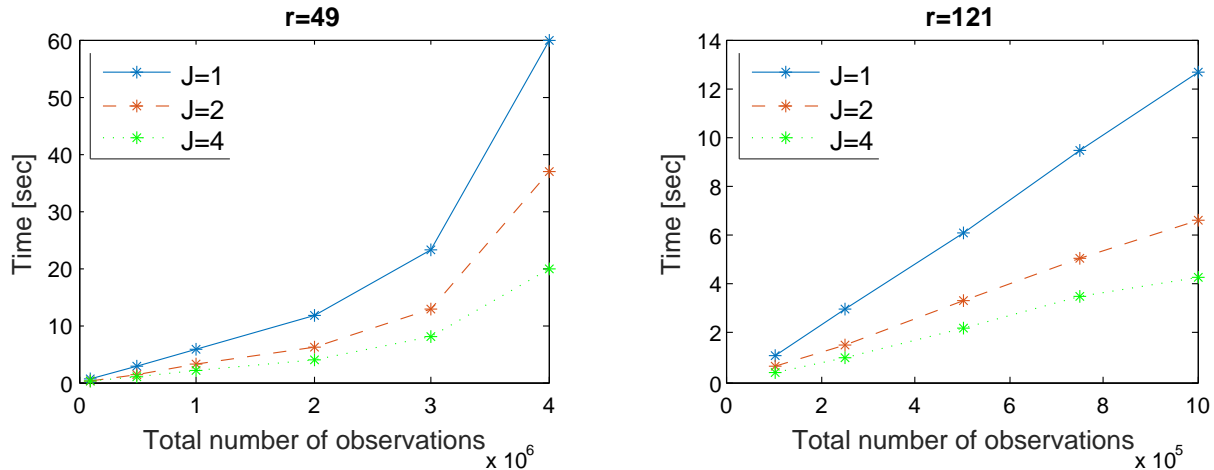 r=49
60
50
40
30
20
10
0
Time [sec]
J=1
J=2
J=4
0
1
2
3
4
Total number of observations
x 10^6
r=121
14
12
10
8
6
4
2
0
Time [sec]
J=1
J=2
J=4
0
2
4
6
8
10
Total number of observations
x 10^5